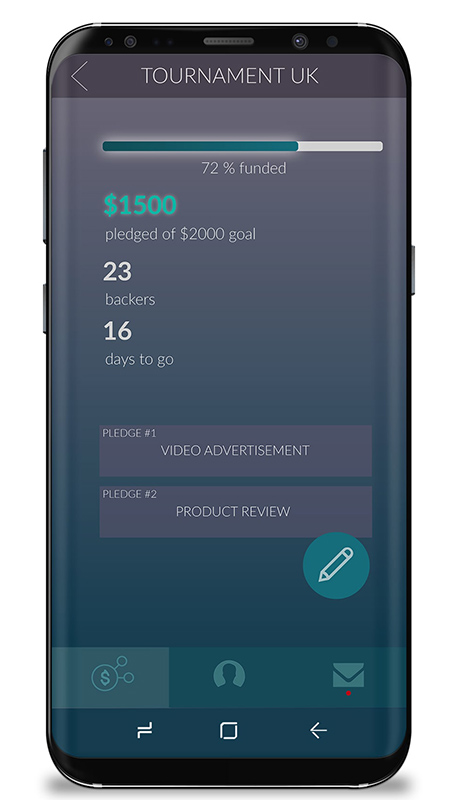 TOURNAMENT UK
72 % funded
$1500
pledged of $2000 goal
23
backers
16
days to go
PLEDGE #1
VIDEO ADVERTISEMENT
PLEDGE #2
PRODUCT REVIEW
$